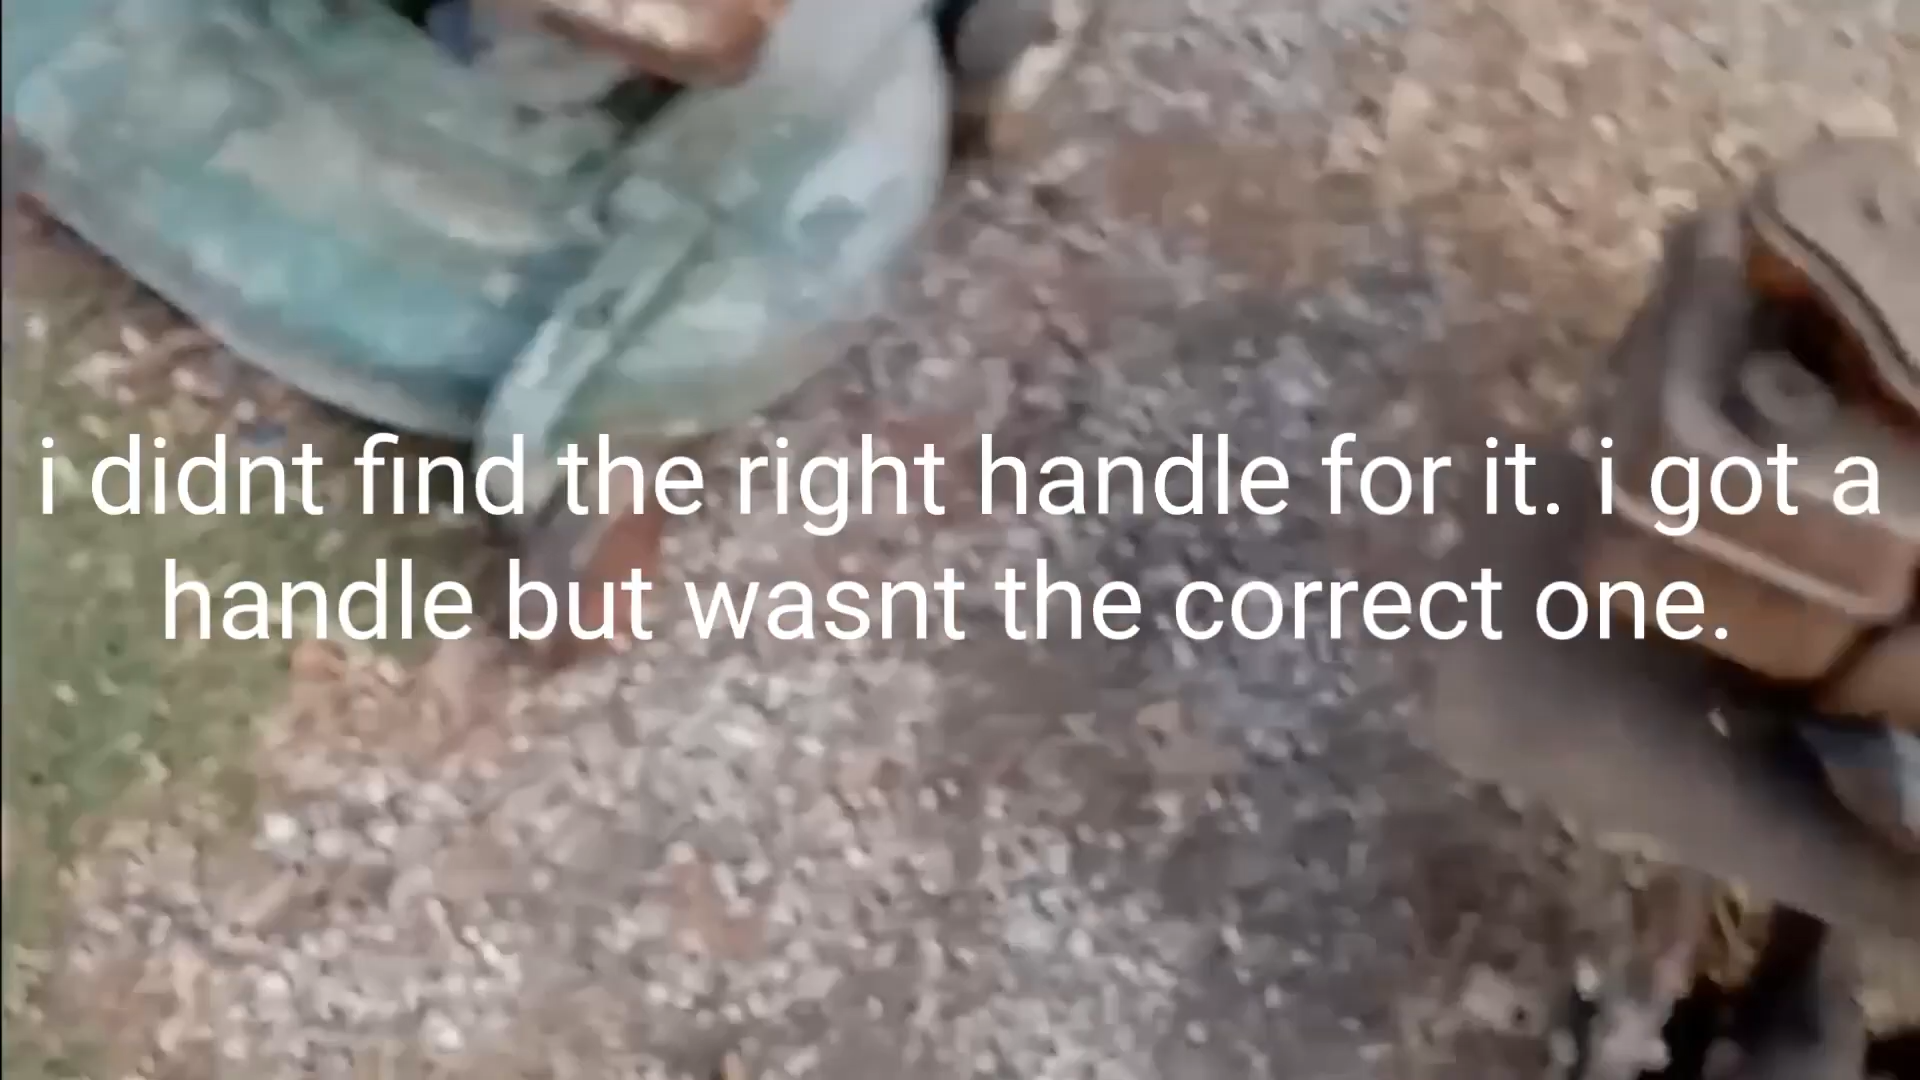 i didnt find the right handle for it. i got a
handle but wasnt the correct one.